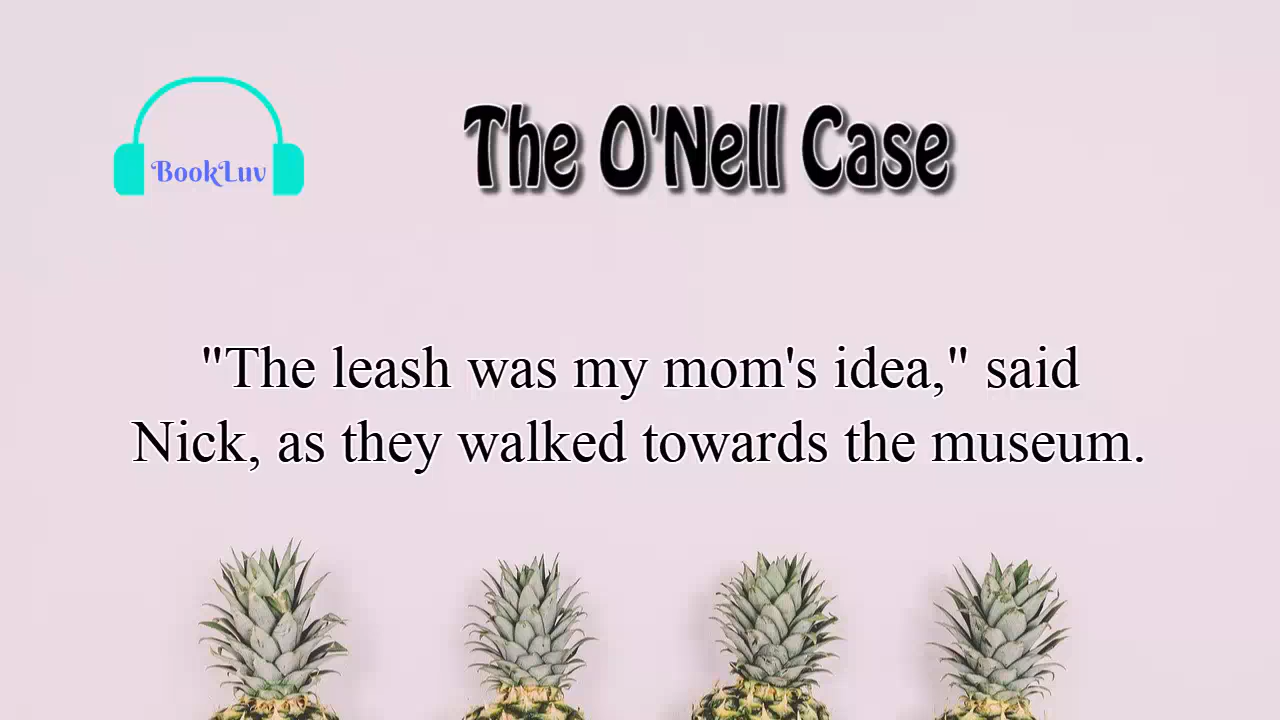 BookLuv
The O'Nell Case
"The leash was my mom's idea," said
Nick, as they walked towards the museum.